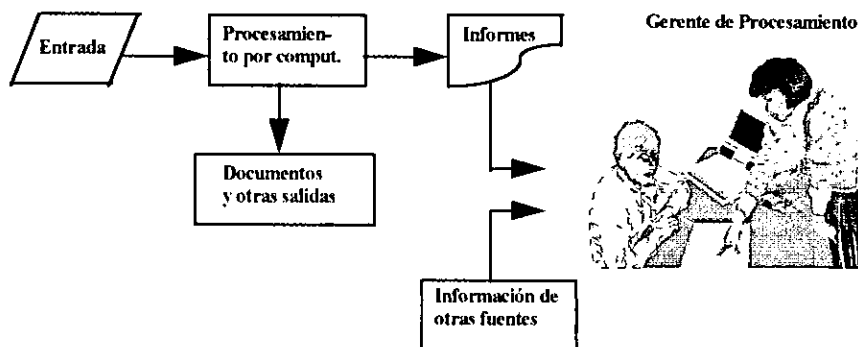 Entrada
Procesamien-
to por comput.
Informes
Gerente de Procesamiento
Documentos
y otras salidas
Información de
otras fuentes